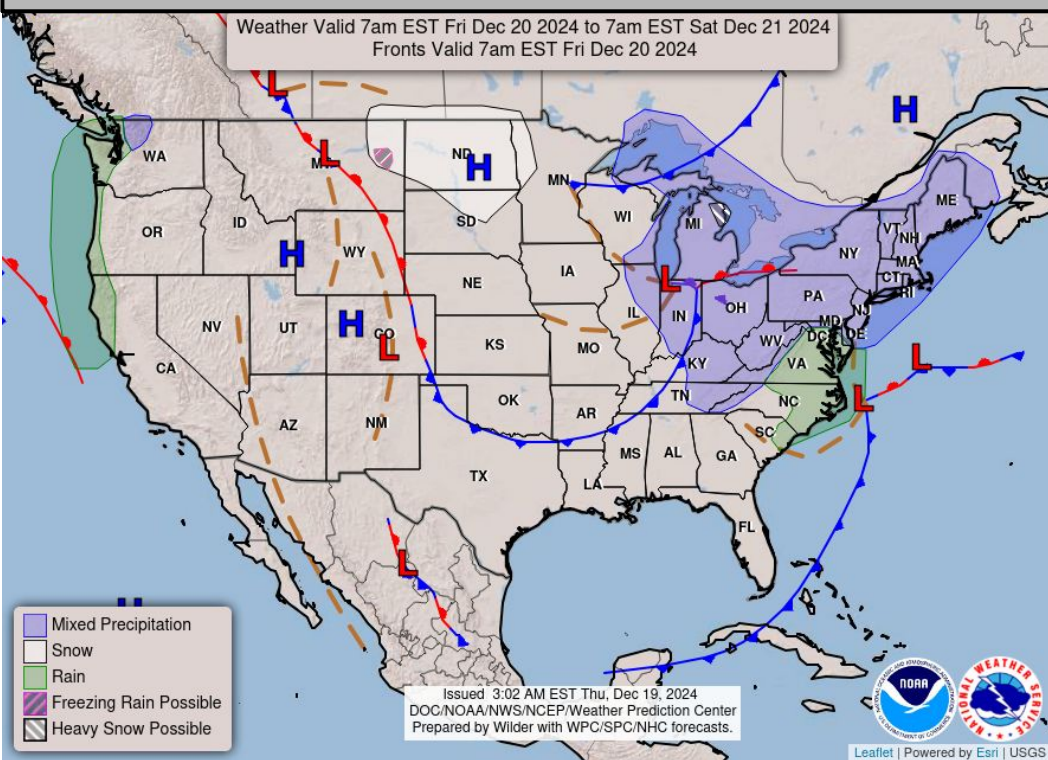 Weather Valid 7am EST Fri Dec 20 2024 to 7am EST Sat Dec 21 2024
Fronts Valid 7am EST Fri Dec 20 2024
L
H
L
ND
H
WA
MN
ME
OR
ID
SD
WI
MI
VT
NH
H
WY
NY
MA
CT
RI
L
NE
IA
PA
NV
UT
H
CO
IL
IN
OH
NJ
MD
DE
DC
L
KS
MO
WV
VA
L
CA
KY
OK
AR
TN
NC
L
AZ
NM
SC
TX
MS
AL
GA
LA
FL
L
H
Mixed Precipitation
Snow
Rain
Freezing Rain Possible
Heavy Snow Possible
Issued 3:02 AM EST Thu, Dec 19, 2024
DOC/NOAA/NWS/NCEP/Weather Prediction Center
Prepared by Wilder with WPC/SPC/NHC forecasts.
NOAA
NATIONAL WEATHER SERVICE
Leaflet | Powered by Esri | USGS